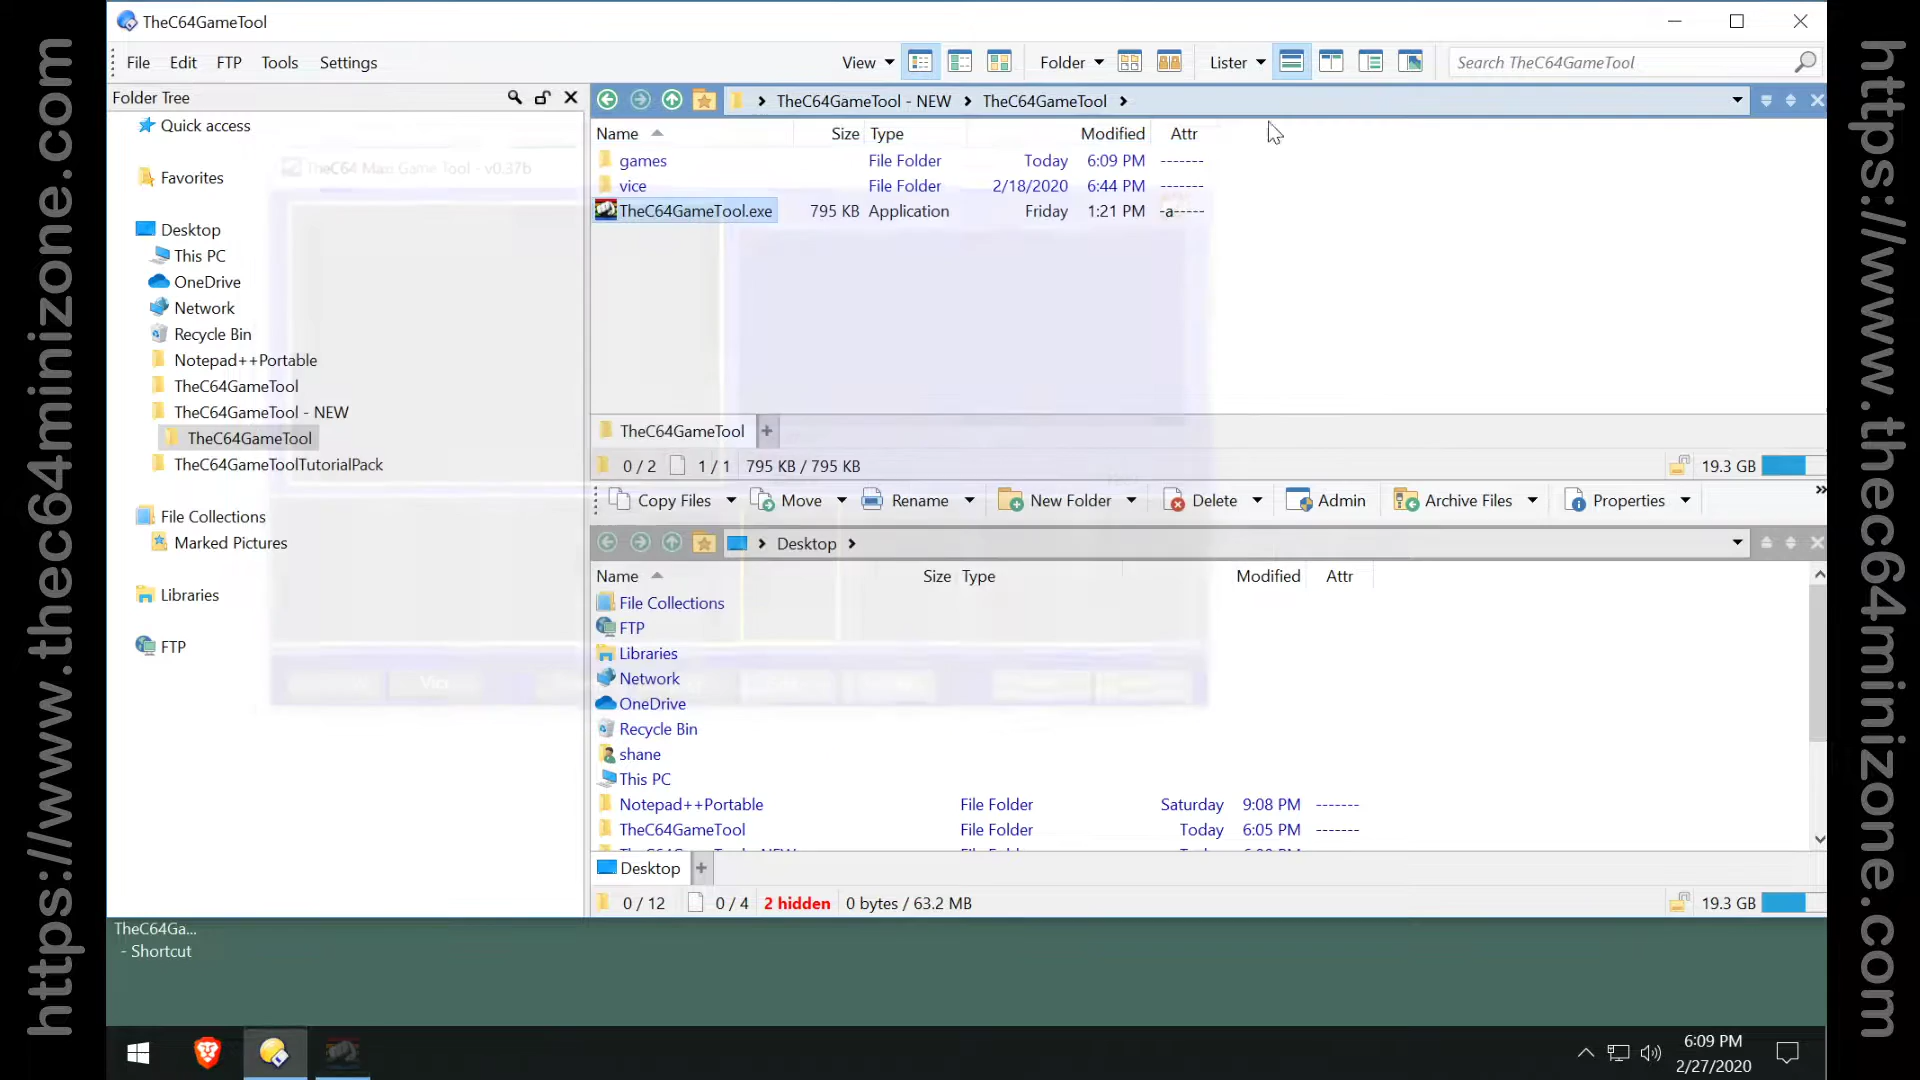 https://www.thec64minizone.com
TheC64GameTool
File Edit FTP Tools Settings
View Folder Lister Search TheC64GameTool
Folder Tree
TheC64GameTool - NEW TheC64GameTool
Quick access
Favorites
Desktop
This PC
OneDrive
Network
Recycle Bin
Notepad++Portable
TheC64GameTool
TheC64GameTool - NEW
TheC64GameTool
TheC64GameToolTutorialPack
File Collections
Marked Pictures
Libraries
FTP
TheC64 Maxi Game Tool - v0.37b
Vice
Name Size Type Modified Attr
games File Folder Today 6:09 PM -------
vice File Folder 2/18/2020 6:44 PM -------
TheC64GameTool.exe 795 KB Application Friday 1:21 PM -a-----
TheC64GameTool +
0 / 2 1 / 1 795 KB / 795 KB 19.3 GB
Copy Files Move Rename New Folder Delete Admin Archive Files Properties »
Desktop
Name Size Type Modified Attr
File Collections
FTP
Libraries
Network
OneDrive
Recycle Bin
shane
This PC
Notepad++Portable File Folder Saturday 9:08 PM -------
TheC64GameTool File Folder Today 6:05 PM -------
Desktop +
0 / 12 0 / 4 2 hidden 0 bytes / 63.2 MB 19.3 GB
TheC64Ga...
- Shortcut
6:09 PM
2/27/2020
https://www.thec64minizone.com